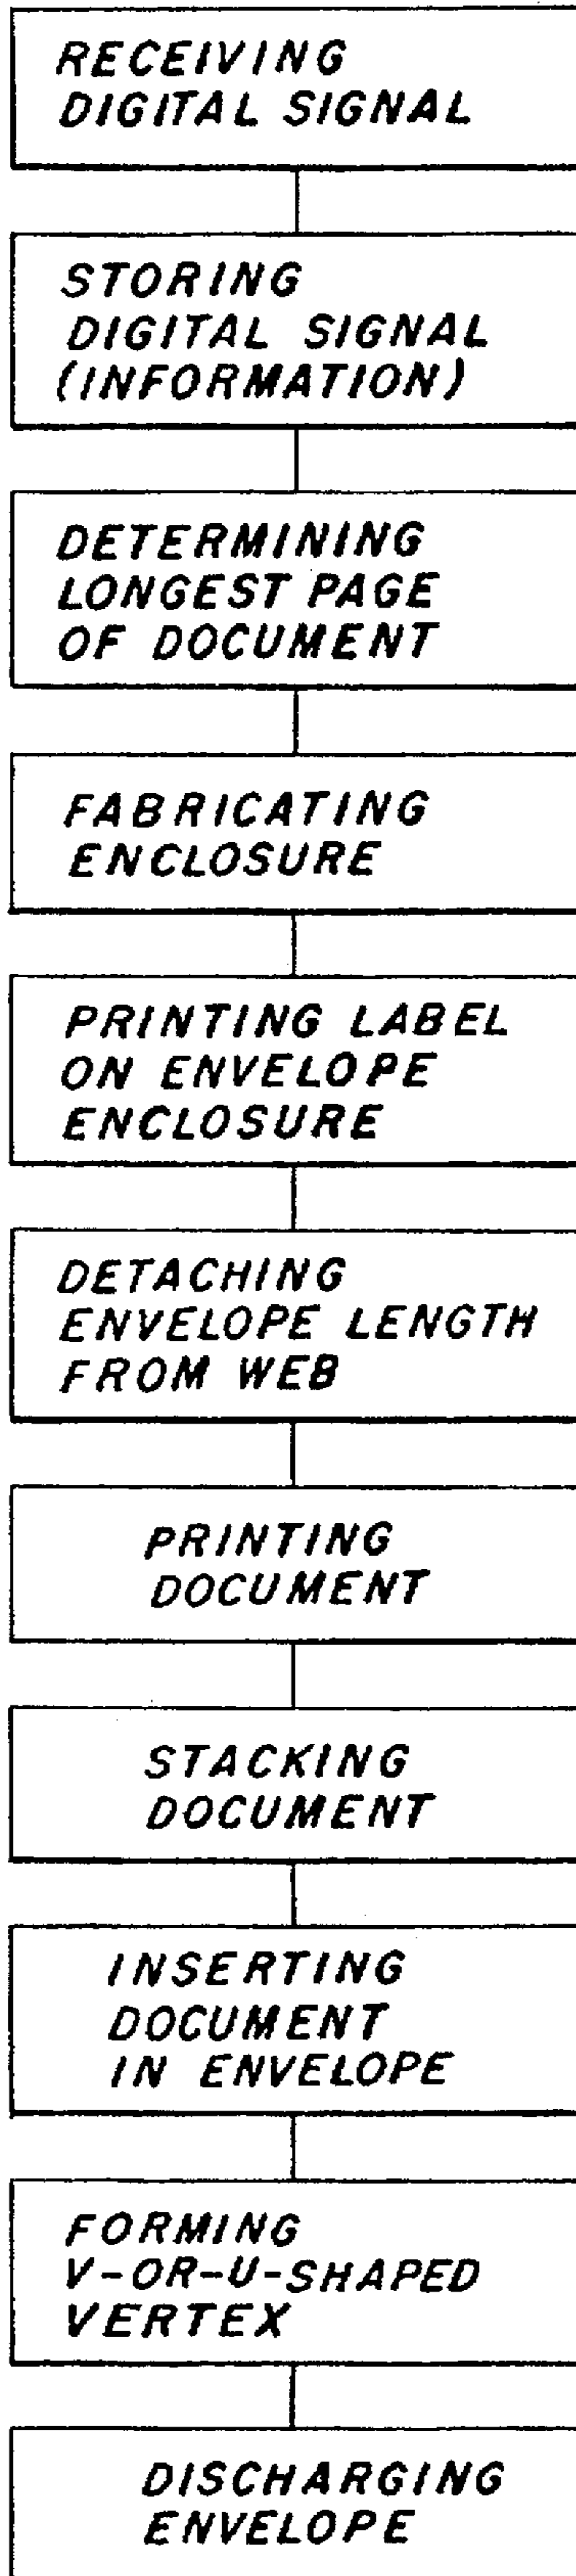 RECEIVING
DIGITAL SIGNAL
STORING
DIGITAL SIGNAL
(INFORMATION)
DETERMINING
LONGEST PAGE
OF DOCUMENT
FABRICATING
ENCLOSURE
PRINTING LABEL
ON ENVELOPE
ENCLOSURE
DETACHING
ENVELOPE LENGTH
FROM WEB
PRINTING
DOCUMENT
STACKING
DOCUMENT
INSERTING
DOCUMENT
IN ENVELOPE
FORMING
V-OR-U-SHAPED
VERTEX
DISCHARGING
ENVELOPE